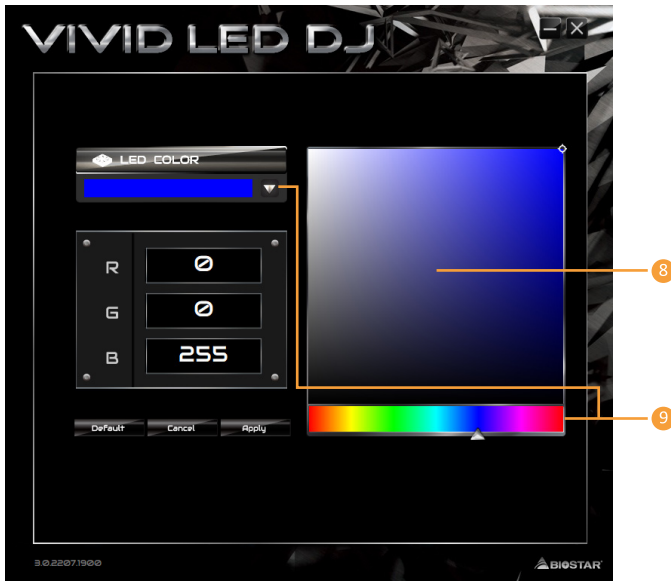 VIVID LED DJ
LED COLOR
R 0
G 0
B 255
8
9
Default Cancel Apply
3.0.2207.1900
BIOSTAR